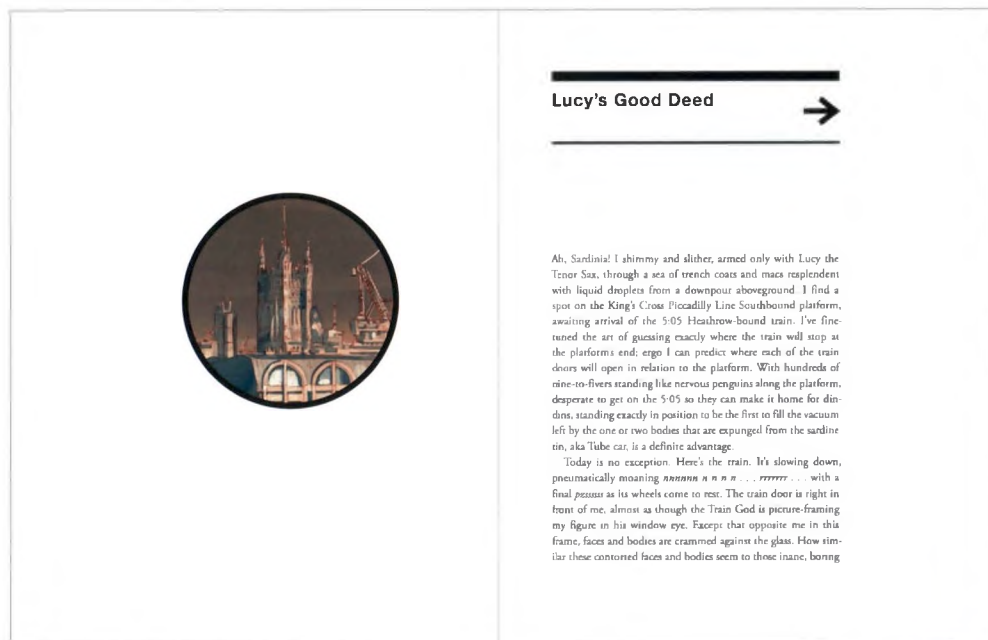 Lucy's Good Deed
Ah, Sardinia! I shimmy and slither, armed only with Lucy the
Tenor Sax, through a sea of trench coats and macs resplendent
with liquid droplets from a downpour aboveground. I find a
spot on the King's Cross Piccadilly Line Southbound platform,
awaiting arrival of the 5:05 Heathrow-bound train. I've fine-
tuned the art of guessing exactly where the train will stop at
the platforms end; ergo I can predict where each of the train
doors will open in relation to the platform. With hundreds of
nine-to-fivers standing like nervous penguins along the platform,
desperate to get on the 5:05 so they can make it home for din-
dins, standing exactly in position to be the first to fill the vacuum
left by the one or two bodies that are expunged from the sardine
tin, aka Tube car, is a definite advantage.
Today is no exception. Here's the train. It's slowing down,
pneumatically moaning nnnnnn n n n n . . . rrrrrrr . . . with a
final as its wheels come to rest. The train door is right in
front of me, almost as though the Train God is picture-framing
my figure in his window eye. Except that opposite me in this
frame, faces and bodies are crammed against the glass. How sim-
ilar these contorted faces and bodies seem to those inane, boring